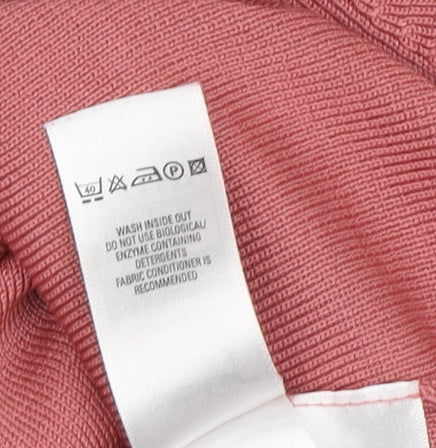 40 P
WASH INSIDE OUT
DO NOT USE BIOLOGICAL/
ENZYME CONTAINING
DETERGENTS
FABRIC CONDITIONER IS
RECOMMENDED